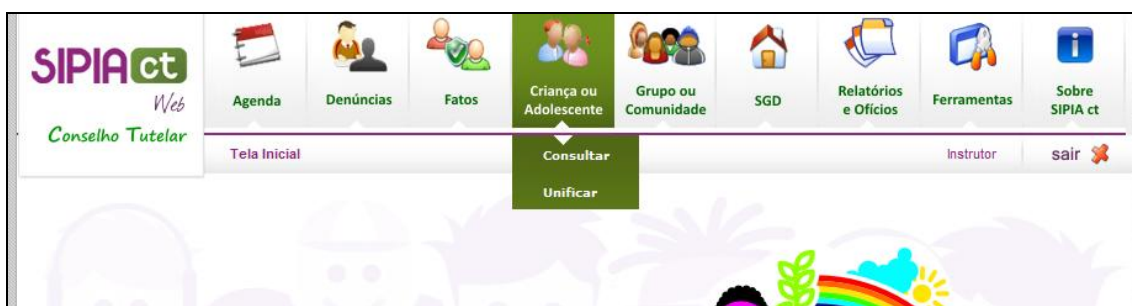 SIPIA ct
Web
Conselho Tutelar
Agenda
Denúncias
Fatos
Criança ou
Adolescente
Grupo ou
Comunidade
SGD
Relatórios
e Ofícios
Ferramentas
Sobre
SIPIA ct
Tela Inicial
Consultar
Unificar
Instrutor
sair